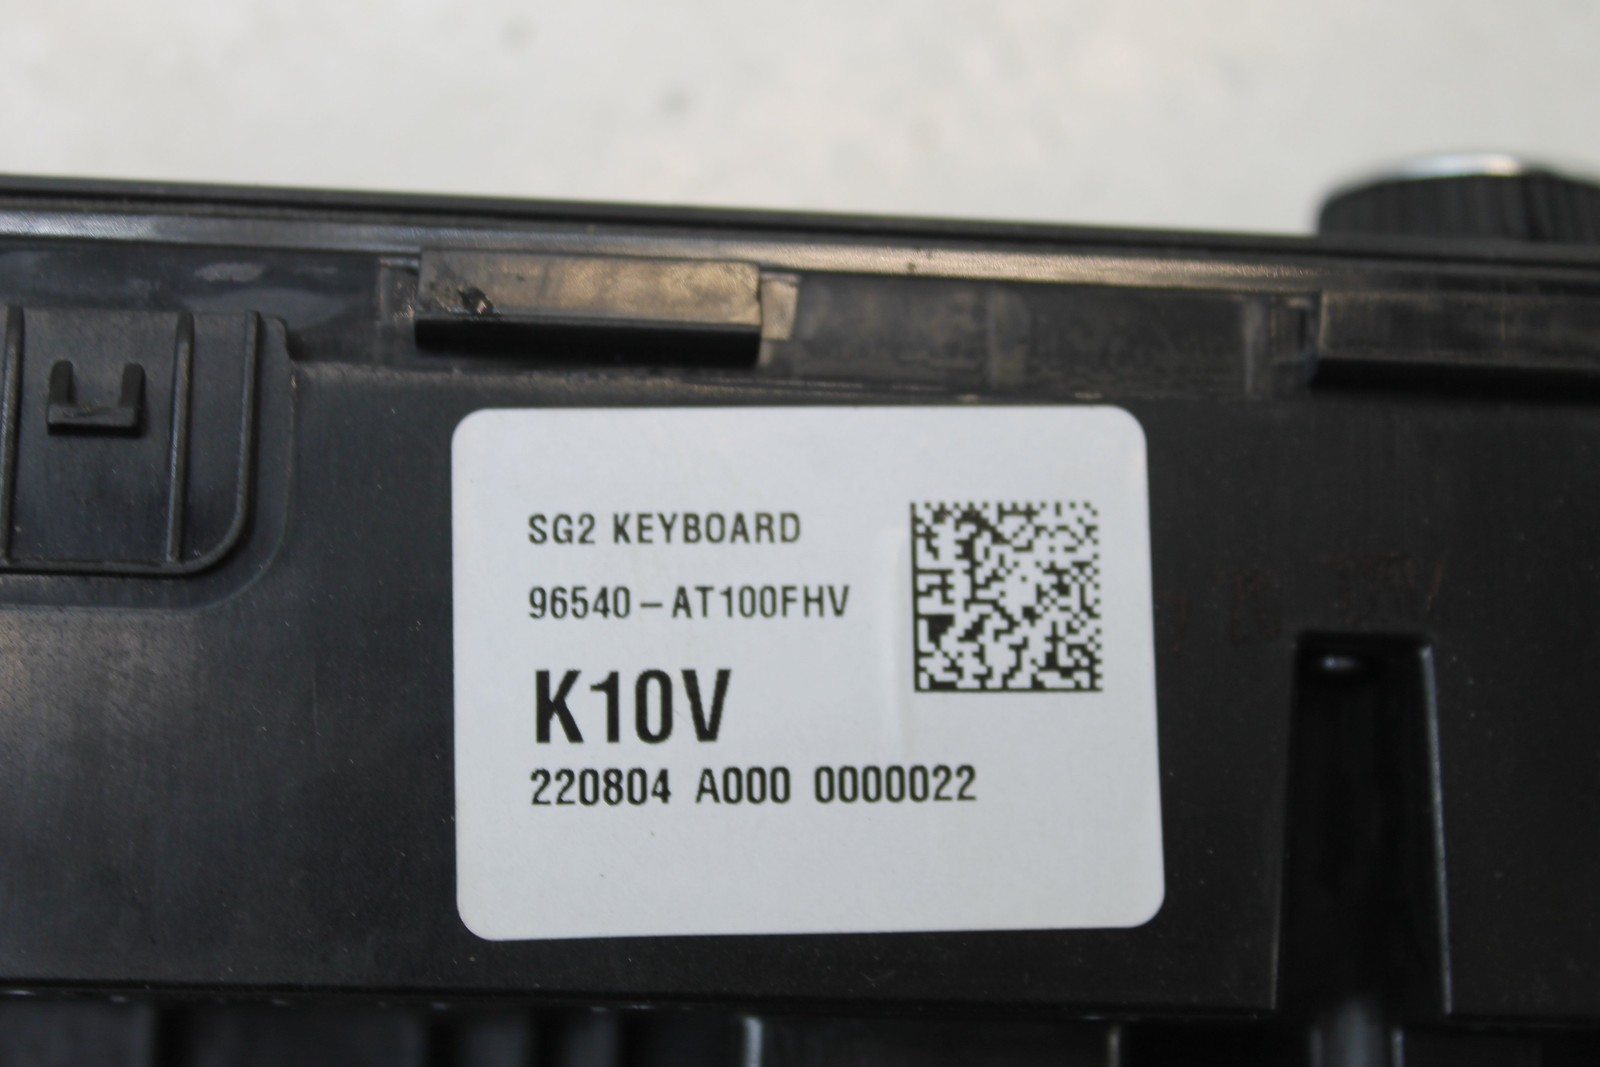 SG2 KEYBOARD
96540-AT100FHV
K10V
220804 A000 0000022